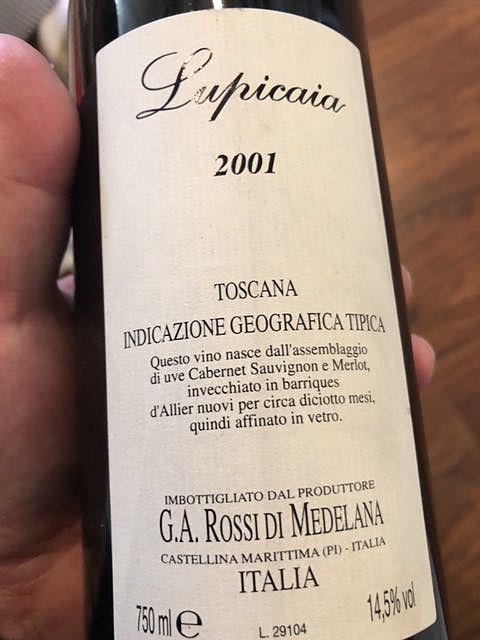 Lupicaia
2001
TOSCANA
INDICAZIONE GEOGRAFICA TIPICA
Questo vino nasce dall'assemblaggio
di uve Cabernet Sauvignon e Merlot,
invecchiato in barriques
d'Allier nuovi per circa diciotto mesi,
quindi affinato in vetro.
IMBOTTIGLIATO DAL PRODUTTORE
G.A. ROSSI DI MEDELANA
CASTELLINA MARITTIMA (PI) - ITALIA
ITALIA
750 ml e L. 29104 14,5% vol